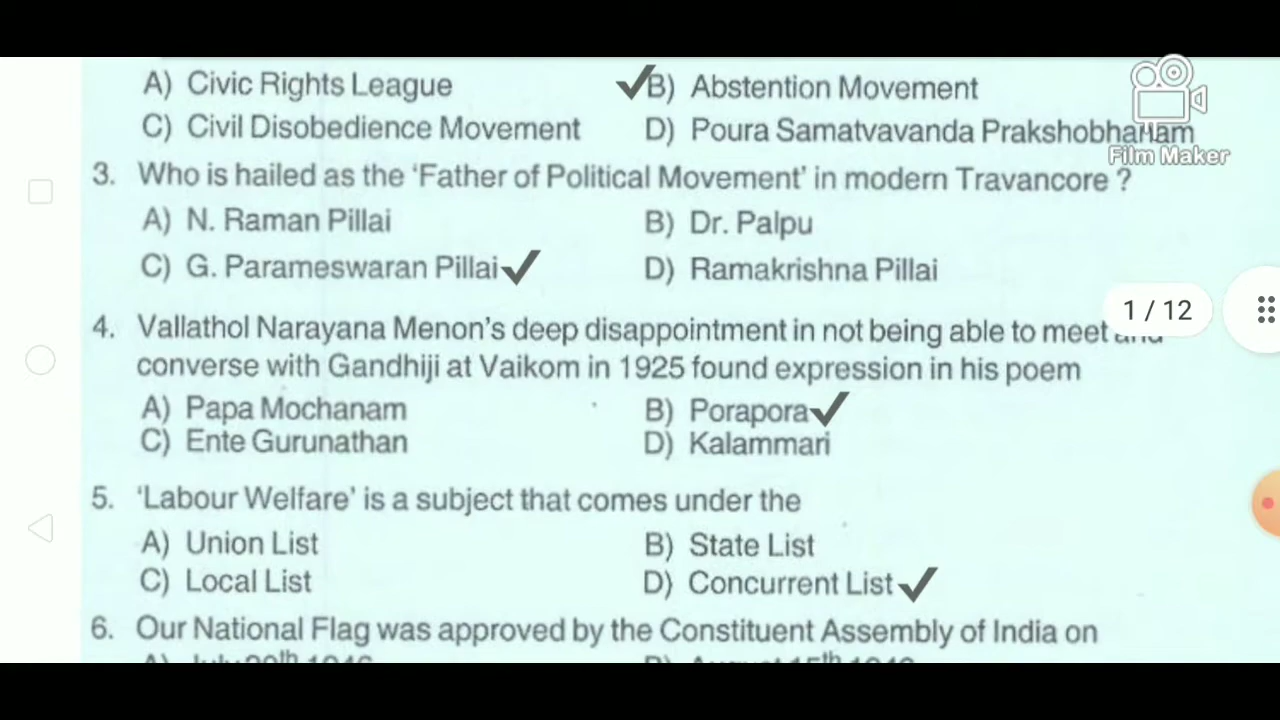 A) Civic Rights League B) Abstention Movement
C) Civil Disobedience Movement D) Poura Samatvavanda Prakshobhanam
Film Maker
3. Who is hailed as the ‘Father of Political Movement’ in modern Travancore ?
A) N. Raman Pillai B) Dr. Palpu
C) G. Parameswaran Pillai D) Ramakrishna Pillai
1 / 12
4. Vallathol Narayana Menon’s deep disappointment in not being able to meet and
converse with Gandhiji at Vaikom in 1925 found expression in his poem
A) Papa Mochanam B) Porapora
C) Ente Gurunathan D) Kalammari
5. ‘Labour Welfare’ is a subject that comes under the
A) Union List B) State List
C) Local List D) Concurrent List
6. Our National Flag was approved by the Constituent Assembly of India on